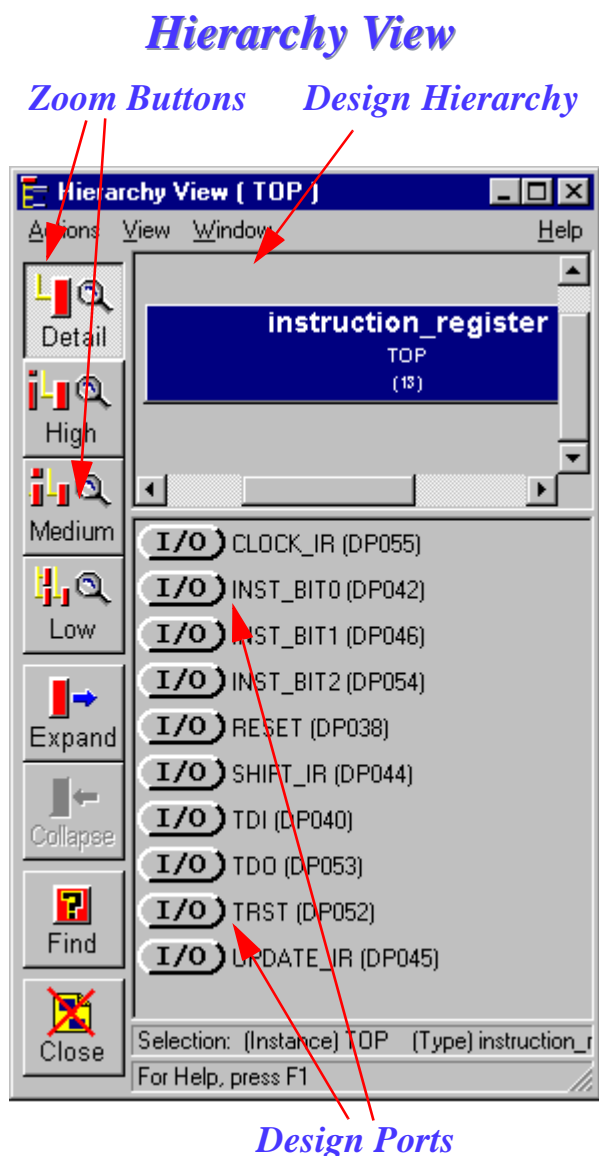 Hierarchy View
Zoom Buttons Design Hierarchy
Hierarchy View ( TOP )
Actions View Window Help
Detail
High
Medium
Low
Expand
Collapse
Find
Close
instruction_register
TOP
(13)
I/O CLOCK_IR (DP055)
I/O INST_BIT0 (DP042)
I/O INST_BIT1 (DP046)
I/O INST_BIT2 (DP054)
I/O RESET (DP038)
I/O SHIFT_IR (DP044)
I/O TDI (DP040)
I/O TDO (DP053)
I/O TRST (DP052)
I/O UPDATE_IR (DP045)
Selection: (Instance) TOP (Type) instruction_r
For Help, press F1
Design Ports